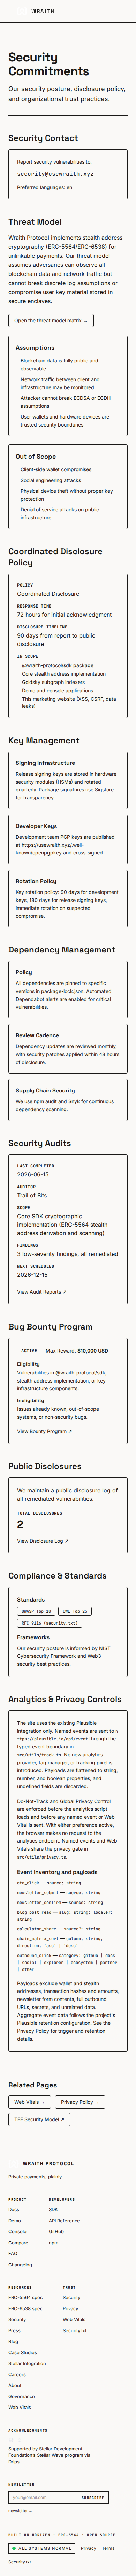 WRAITH
Security
Commitments
Our security posture, disclosure policy,
and organizational trust practices.
Security Contact
Report security vulnerabilities to:
security@usewraith.xyz
Preferred languages: en
Threat Model
Wraith Protocol implements stealth address
cryptography (ERC-5564/ERC-6538) for
unlinkable payments. Our threat model
assumes adversaries can observe all
blockchain data and network traffic but
cannot break discrete log assumptions or
compromise user key material stored in
secure enclaves.
Open the threat model matrix →
Assumptions
Blockchain data is fully public and
observable
Network traffic between client and
infrastructure may be monitored
Attacker cannot break ECDSA or ECDH
assumptions
User wallets and hardware devices are
trusted security boundaries
Out of Scope
Client-side wallet compromises
Social engineering attacks
Physical device theft without proper key
protection
Denial of service attacks on public
infrastructure
Coordinated Disclosure
Policy
POLICY
Coordinated Disclosure
RESPONSE TIME
72 hours for initial acknowledgment
DISCLOSURE TIMELINE
90 days from report to public
disclosure
IN SCOPE
@wraith-protocol/sdk package
Core stealth address implementation
Goldsky subgraph indexers
Demo and console applications
This marketing website (XSS, CSRF, data
leaks)
Key Management
Signing Infrastructure
Release signing keys are stored in hardware
security modules (HSMs) and rotated
quarterly. Package signatures use Sigstore
for transparency.
Developer Keys
Development team PGP keys are published
at https://usewraith.xyz/.well-
known/openpgpkey and cross-signed.
Rotation Policy
Key rotation policy: 90 days for development
keys, 180 days for release signing keys,
immediate rotation on suspected
compromise.
Dependency Management
Policy
All dependencies are pinned to specific
versions in package-lock.json. Automated
Dependabot alerts are enabled for critical
vulnerabilities.
Review Cadence
Dependency updates are reviewed monthly,
with security patches applied within 48 hours
of disclosure.
Supply Chain Security
We use npm audit and Snyk for continuous
dependency scanning.
Security Audits
LAST COMPLETED
2026-06-15
AUDITOR
Trail of Bits
SCOPE
Core SDK cryptographic
implementation (ERC-5564 stealth
address derivation and scanning)
FINDINGS
3 low-severity findings, all remediated
NEXT SCHEDULED
2026-12-15
View Audit Reports ↗
Bug Bounty Program
ACTIVE Max Reward: $10,000 USD
Eligibility
Vulnerabilities in @wraith-protocol/sdk,
stealth address implementation, or key
infrastructure components.
Ineligibility
Issues already known, out-of-scope
systems, or non-security bugs.
View Bounty Program ↗
Public Disclosures
We maintain a public disclosure log of
all remediated vulnerabilities.
TOTAL DISCLOSURES
2
View Disclosure Log ↗
Compliance & Standards
Standards
OWASP Top 10 CWE Top 25
RFC 9116 (security.txt)
Frameworks
Our security posture is informed by NIST
Cybersecurity Framework and Web3
security best practices.
Analytics & Privacy Controls
The site uses the existing Plausible
integration only. Named events are sent to h
ttps://plausible.io/api/event through the
typed event boundary in
src/utils/track.ts. No new analytics
provider, tag manager, or tracking pixel is
introduced. Payloads are flattened to string,
number, and boolean properties, and
undefined fields are discarded.
Do-Not-Track and Global Privacy Control
are enforced before the analytics script
loads and before any named event or Web
Vital is sent. With either preference active,
the browser makes no request to the
Plausible endpoint. Named events and Web
Vitals share the privacy gate in
src/utils/privacy.ts.
Event inventory and payloads
cta_click — source: string
newsletter_submit — source: string
newsletter_confirm — source: string
blog_post_read — slug: string; locale?:
string
calculator_share — source?: string
chain_matrix_sort — column: string;
direction: 'asc' | 'desc'
outbound_click — category: github | docs
| social | explorer | ecosystem | partner
| other
Payloads exclude wallet and stealth
addresses, transaction hashes and amounts,
newsletter form contents, full outbound
URLs, secrets, and unrelated data.
Aggregate event data follows the project's
Plausible retention configuration. See the
Privacy Policy for trigger and retention
details.
Related Pages
Web Vitals → Privacy Policy →
TEE Security Model ↗
WRAITH PROTOCOL
Private payments, plainly.
PRODUCT
Docs
Demo
Console
Compare
FAQ
Changelog
DEVELOPERS
SDK
API Reference
GitHub
npm
RESOURCES
ERC-5564 spec
ERC-6538 spec
Security
Press
Blog
Case Studies
Stellar Integration
Careers
About
Governance
Web Vitals
TRUST
Security
Privacy
Web Vitals
Security.txt
ACKNOWLEDGMENTS
Supported by Stellar Development
Foundation's Stellar Wave program via
Drips
NEWSLETTER
your@email.com SUBSCRIBE
newsletter →
BUILT ON HORIZEN · ERC-5564 · OPEN SOURCE
ALL SYSTEMS NORMAL Privacy Terms
Security.txt